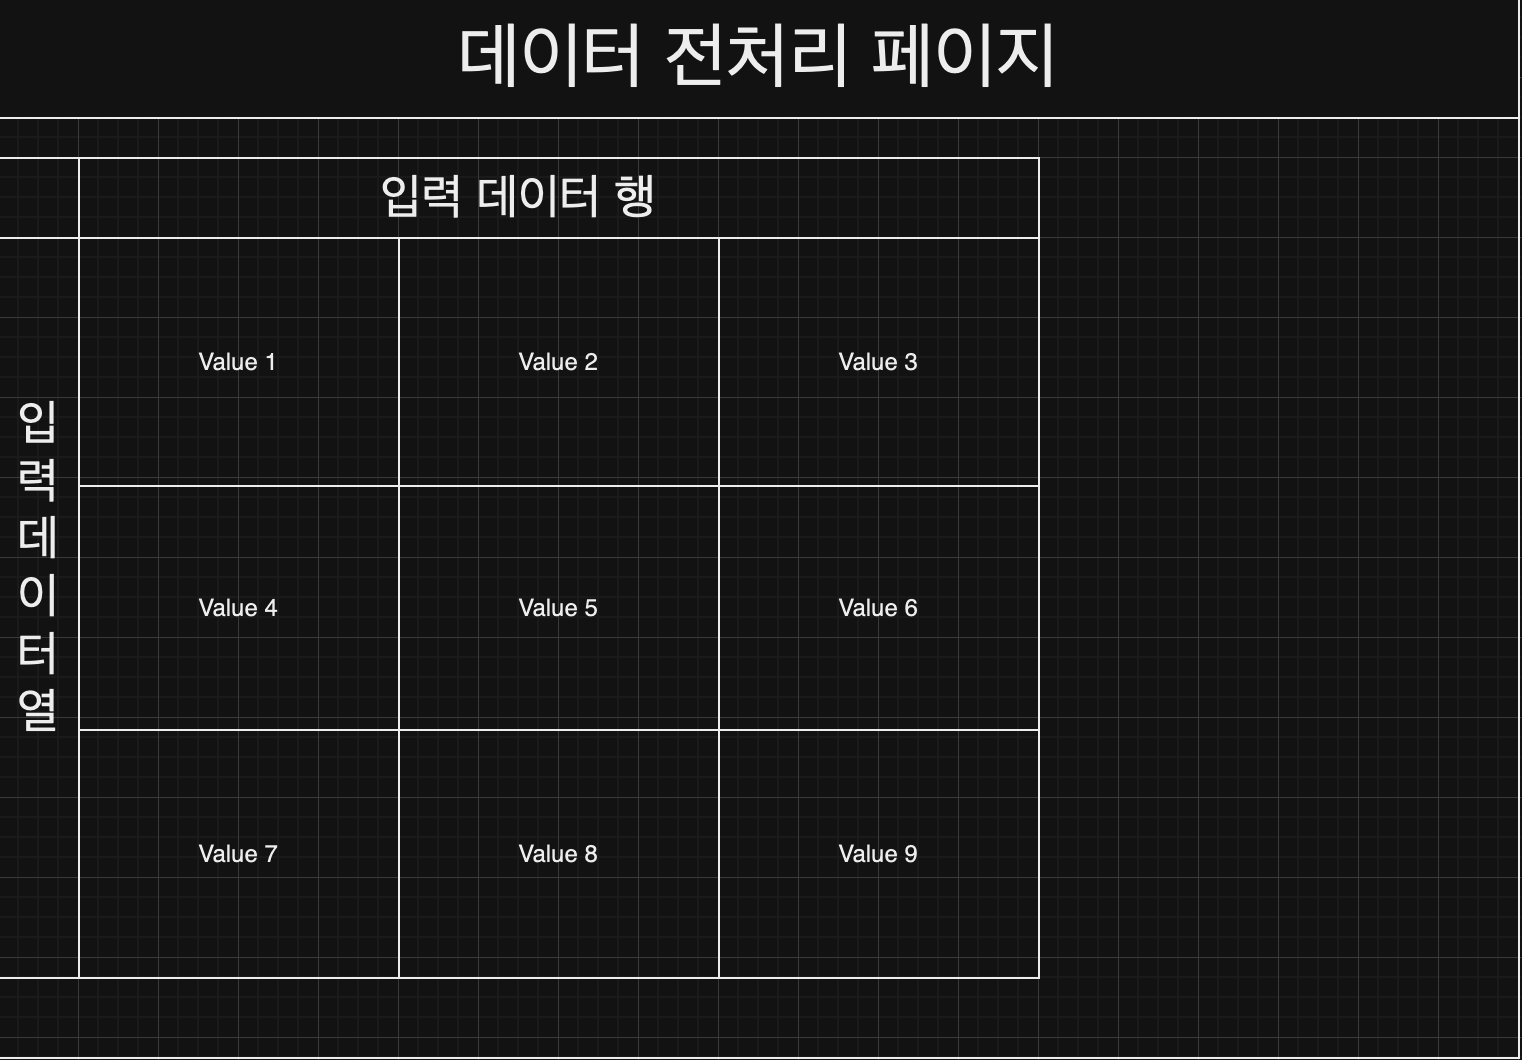 데이터 전처리 페이지
입력 데이터 행
입
력
데
이
터
열
Value 1
Value 2
Value 3
Value 4
Value 5
Value 6
Value 7
Value 8
Value 9